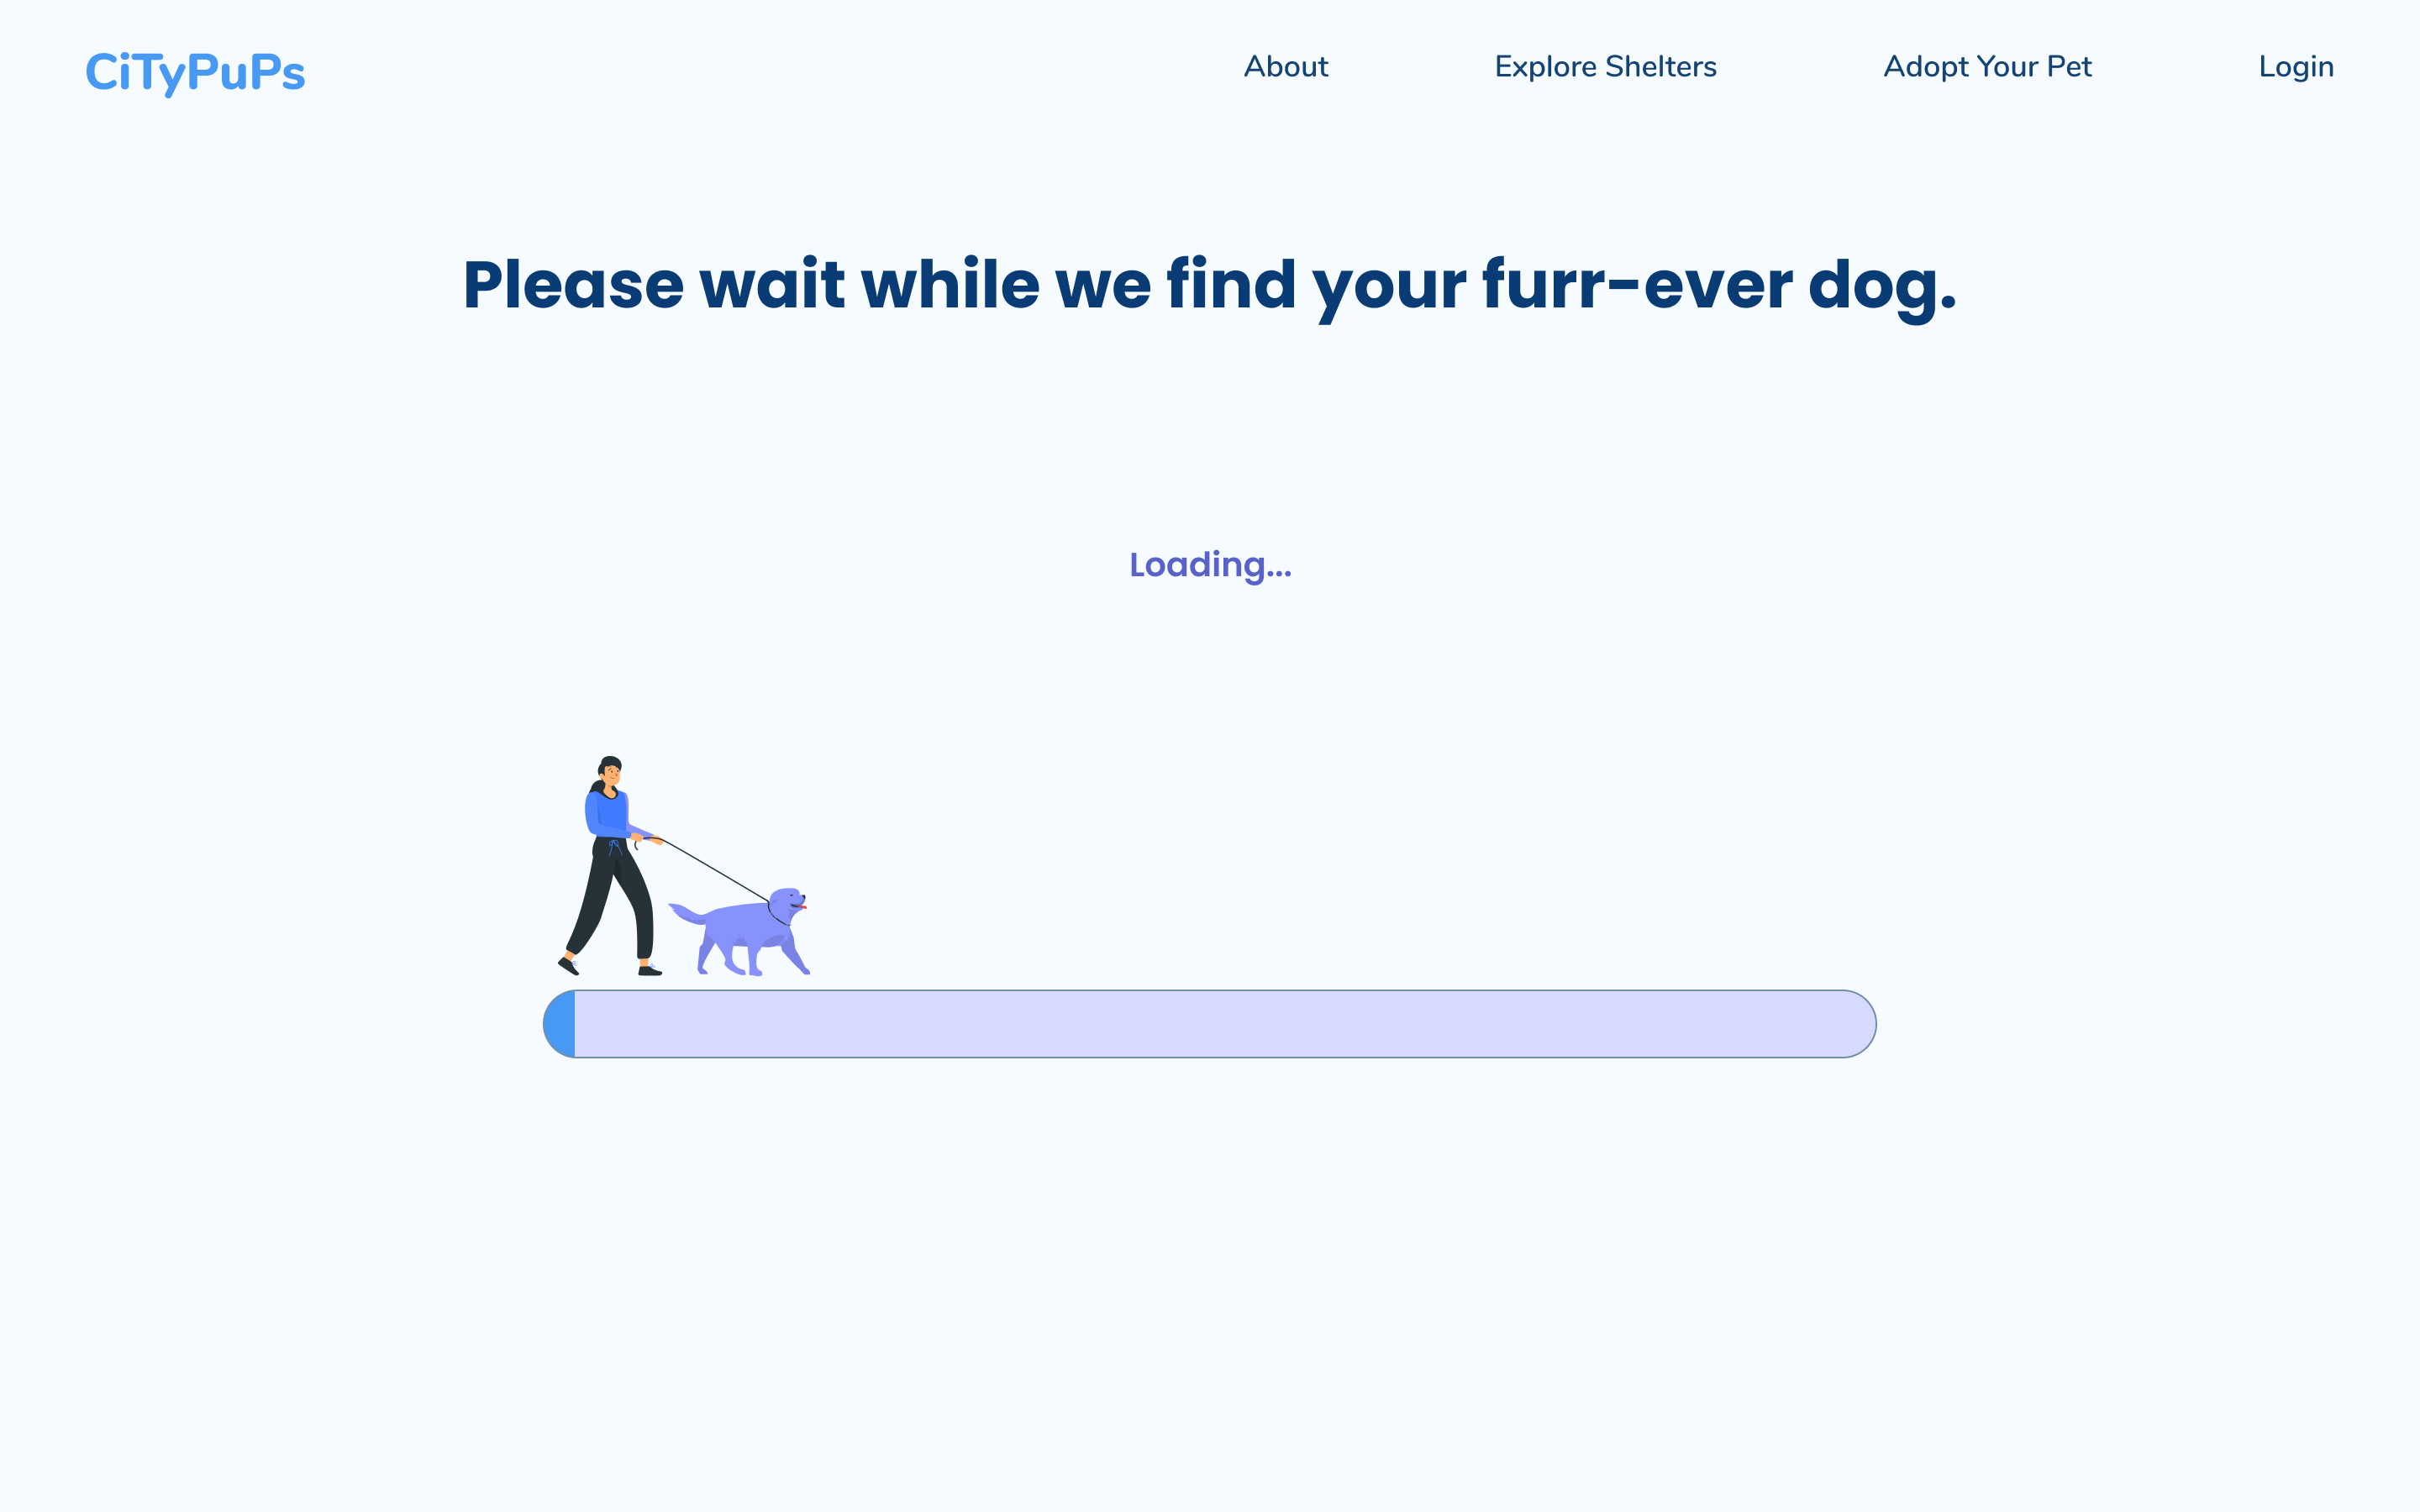 CiTyPuPs
About
Explore Shelters
Adopt Your Pet
Login
Please wait while we find your furr-ever dog.
Loading...